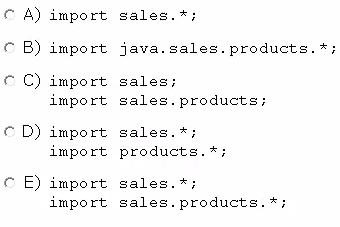 A) import sales.*;
B) import java.sales.products.*;
C) import sales;
import sales.products;
D) import sales.*;
import products.*;
E) import sales.*;
import sales.products.*;